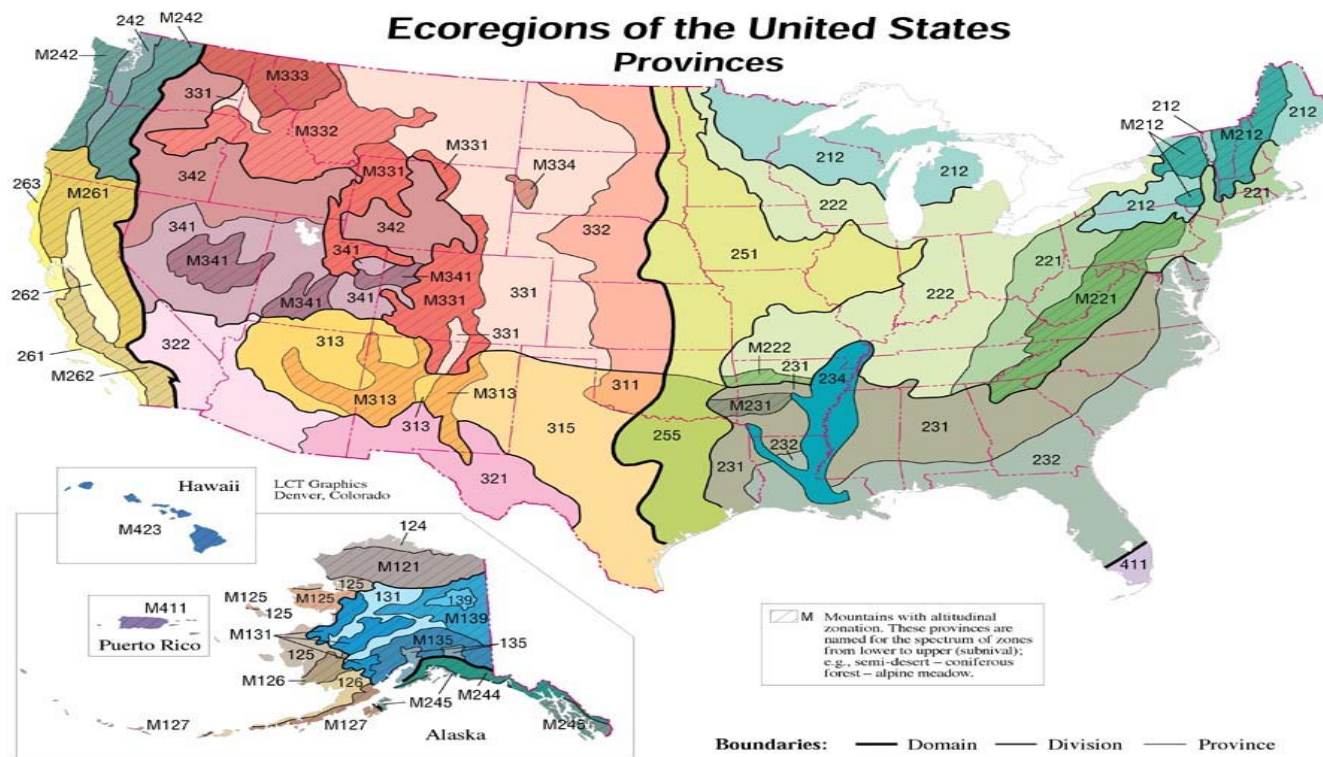 Ecoregions of the United States
Provinces
242
M242
M242
M333
331
M332
M331
M334
M331
342
263
M261
341
342
332
M341
341
M341
262
M341
341
M331
331
331
261
322
313
M262
M313
M313
311
313
315
321
255
212
212
212
M212
M212
212
221
212
222
251
221
222
M221
M222
231
234
M231
231
232
231
232
411
Hawaii
M423
LCT Graphics
Denver, Colorado
124
M121
125
M125
131
139
M125
125
M411
M139
M131
Puerto Rico
M135
135
125
M126
126
M244
M245
M127
M127
M245
Alaska
M Mountains with altitudinal
zonation. These provinces are
named for the spectrum of zones
from lower to upper (subnival);
e.g., semi-desert – coniferous
forest – alpine meadow.
Boundaries: Domain Division Province